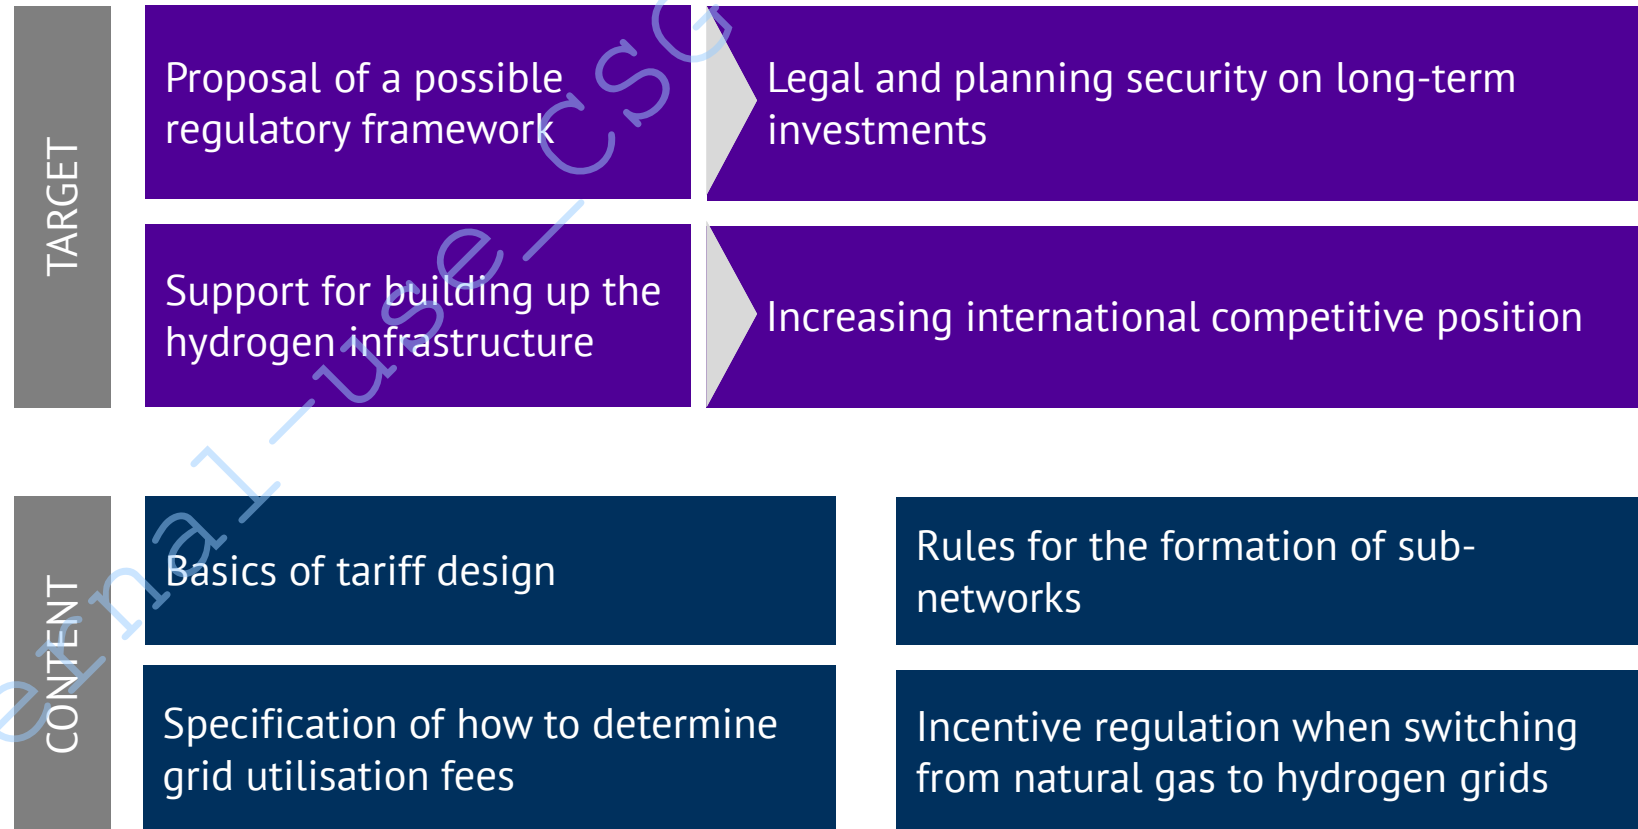 TARGET
Proposal of a possible
regulatory framework
Legal and planning security on long-term
investments
Support for building up the
hydrogen infrastructure
Increasing international competitive position
CONTENT
Basics of tariff design
Rules for the formation of sub-
networks
Specification of how to determine
grid utilisation fees
Incentive regulation when switching
from natural gas to hydrogen grids
ernal-use_CSG